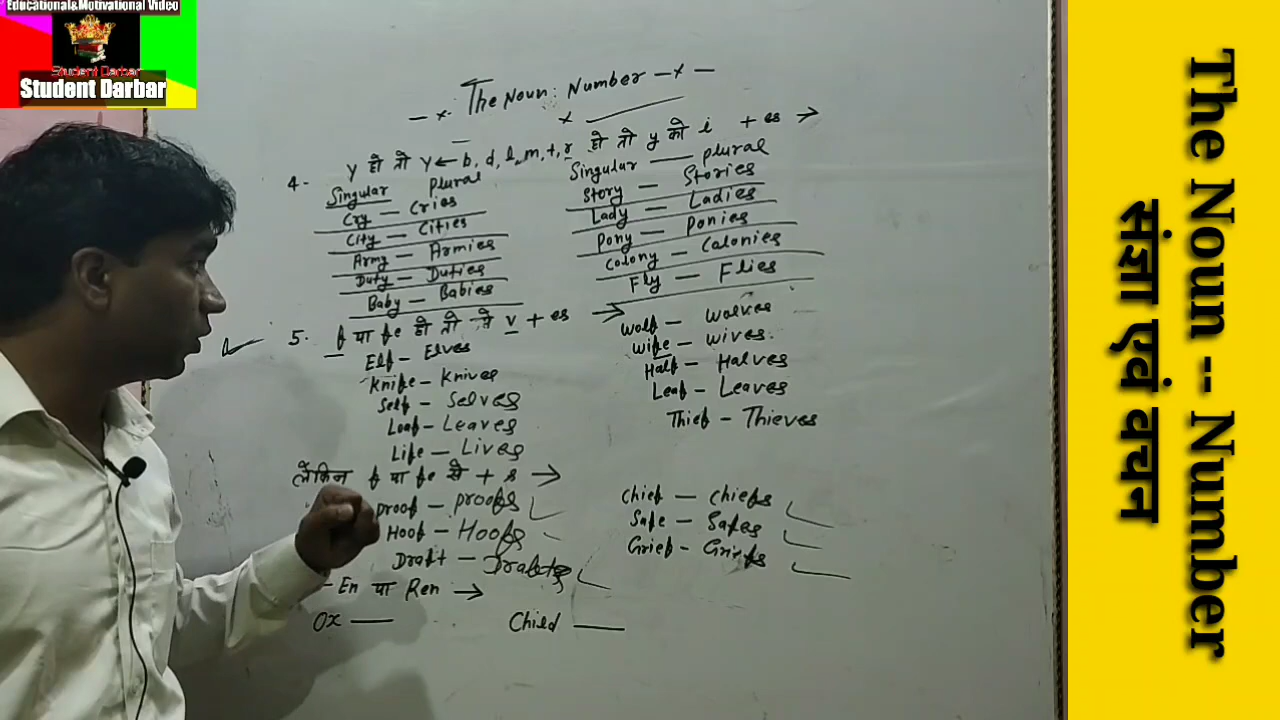 Educational&Motivational Video
Student Darbar
Student Darbar
The Noun: Number
4. y हो तो y ← b, d, l, m, t, r हो तो y को i + es →
Singular Plural
Cry — Cries
City — Cities
Army — Armies
Duty — Duties
Baby — Babies
Singular — plural
Story — Stories
Lady — Ladies
Pony — Ponies
Colony — Colonies
Fly — Flies
5. f या fe हो तो v + es →
Elf — Elves
Knife — Knives
Self — Selves
Loaf — Leaves
Life — Lives
Wolf — Wolves
Wife — Wives.
Half — Halves
Leaf — Leaves
Thief — Thieves
लेकिन f या fe से + s →
Proof — Proofs
Hoof — Hoofs
Draft — Drafts
Chief — Chiefs
Safe — Safes
Grief — Griefs
-En या Ren →
Ox —
Child —
The Noun -- Number
संज्ञा एवं वचन